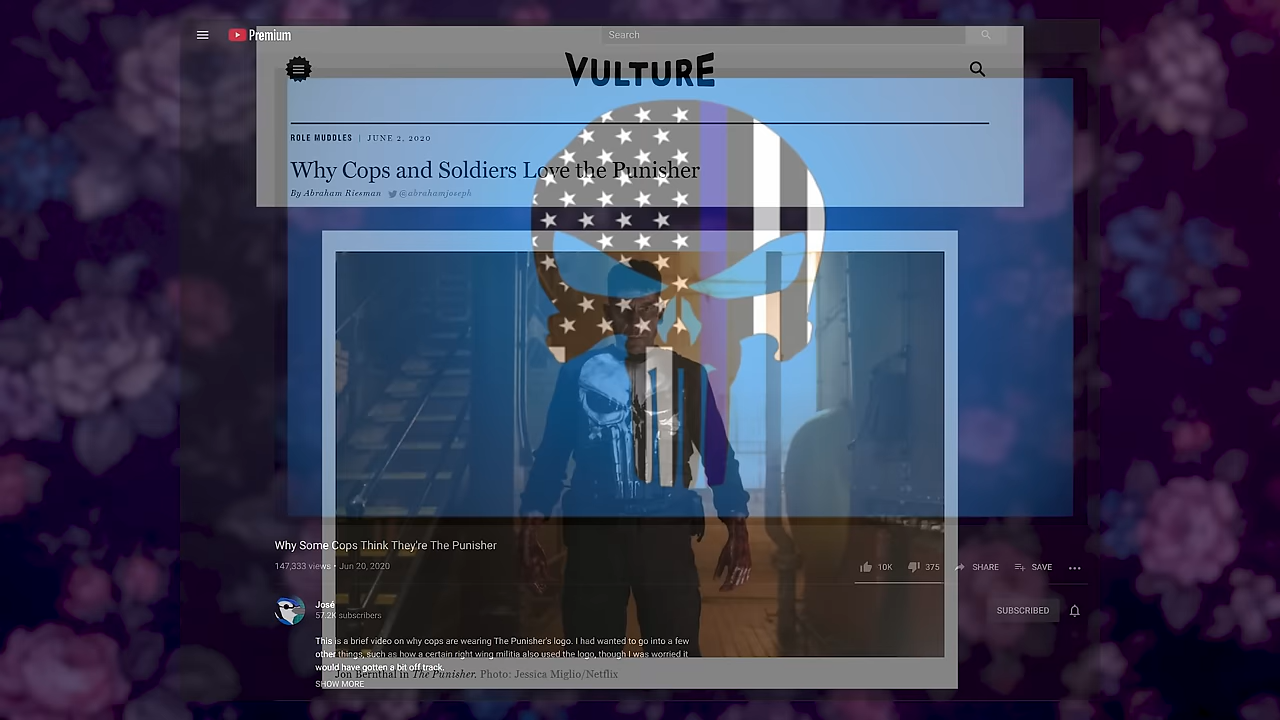 Premium
Search
VULTURE
ROLE MUDDLES | JUNE 2, 2020
Why Cops and Soldiers Love the Punisher
By Abraham Riesman @abrahamjoseph
Why Some Cops Think They're The Punisher
147,333 views • Jun 20, 2020
10K 375 SHARE SAVE
José
57.2K subscribers
SUBSCRIBED
This is a brief video on why cops are wearing The Punisher's logo. I had wanted to go into a few
other things, such as how a certain right wing militia also used the logo, though I was worried it
would have gotten a bit off track.
Jon Bernthal in The Punisher. Photo: Jessica Miglio/Netflix
SHOW MORE